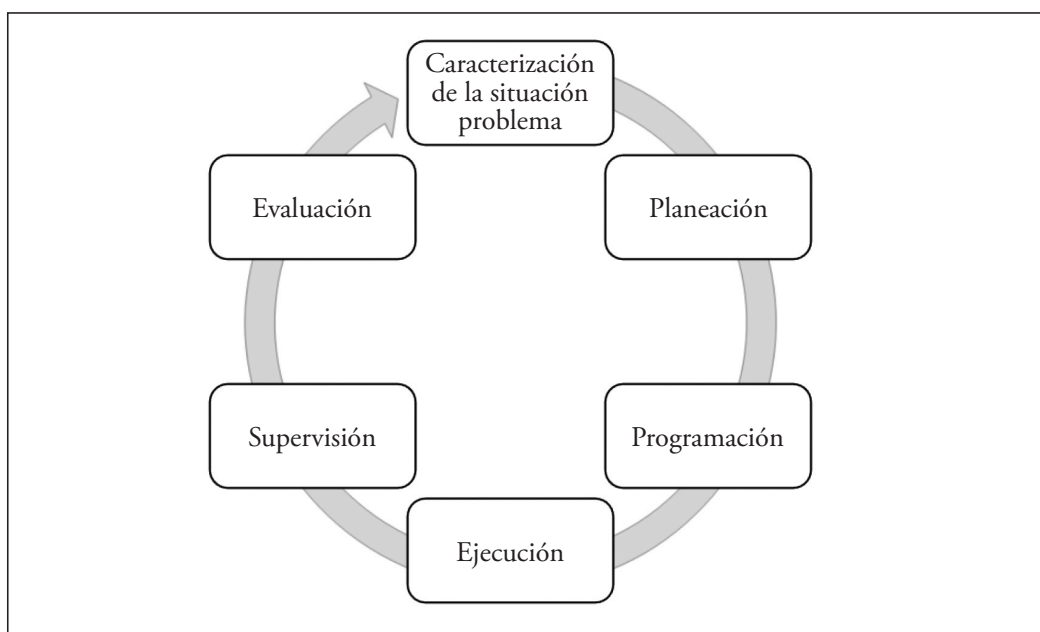 Caracterización
de la situación
problema
Planeación
Programación
Ejecución
Supervisión
Evaluación